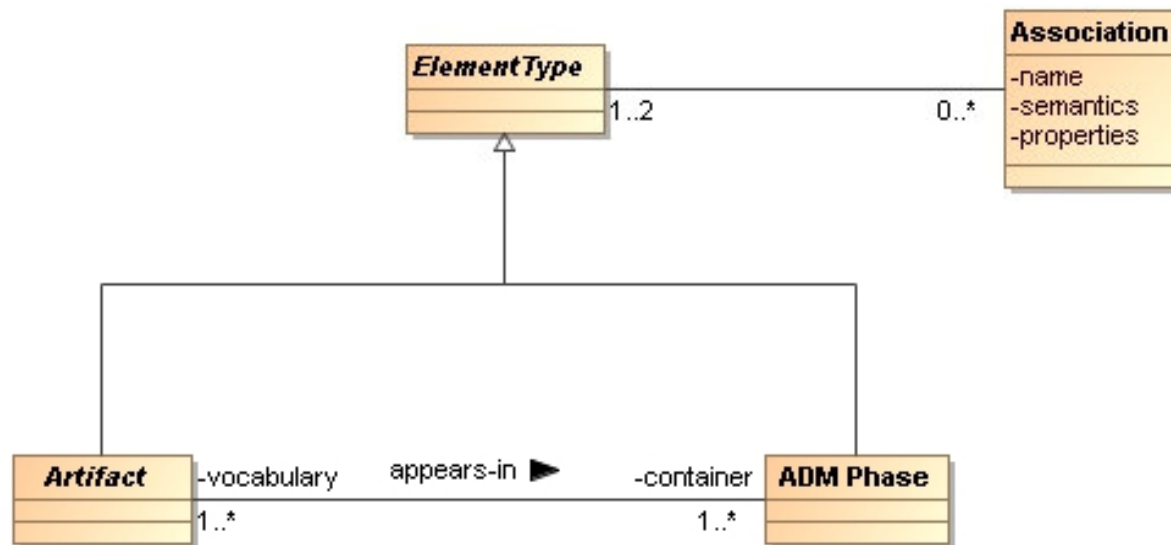 Association
ElementType
-name
-semantics
-properties
1..2
0..*
Artifact
-vocabulary
appears-in
-container
ADM Phase
1..*
1..*